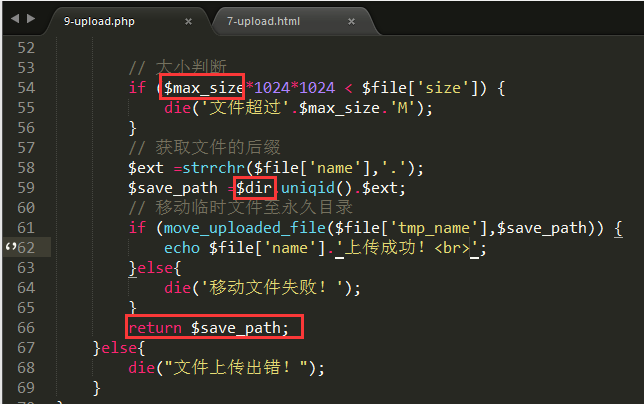 9-upload.php × 7-upload.html ×
52
53 // 大小判断
54 if ($max_size*1024*1024 < $file['size']) {
55 die('文件超过'.$max_size.'M');
56 }
57 // 获取文件的后缀
58 $ext =strrchr($file['name'],'.');
59 $save_path =$dir.uniqid().$ext;
60 // 移动临时文件至永久目录
61 if (move_uploaded_file($file['tmp_name'],$save_path)) {
62 echo $file['name'].'上传成功！<br>';
63 }else{
64 die('移动文件失败！');
65 }
66 return $save_path;
67 }else{
68 die("文件上传出错！");
69 }